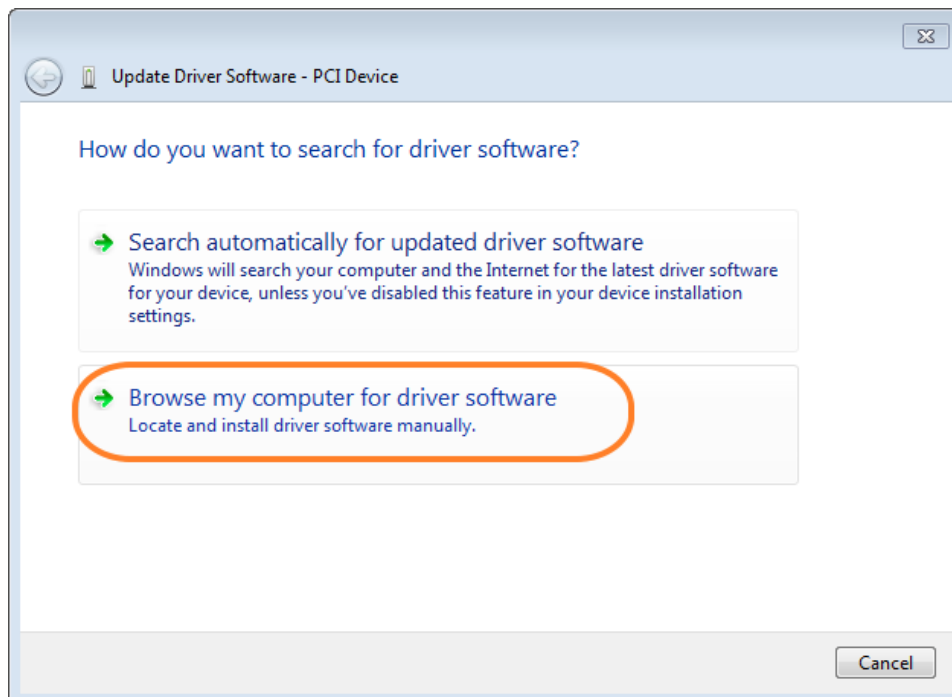 Update Driver Software - PCI Device
How do you want to search for driver software?
Search automatically for updated driver software
Windows will search your computer and the Internet for the latest driver software
for your device, unless you've disabled this feature in your device installation
settings.
Browse my computer for driver software
Locate and install driver software manually.
Cancel